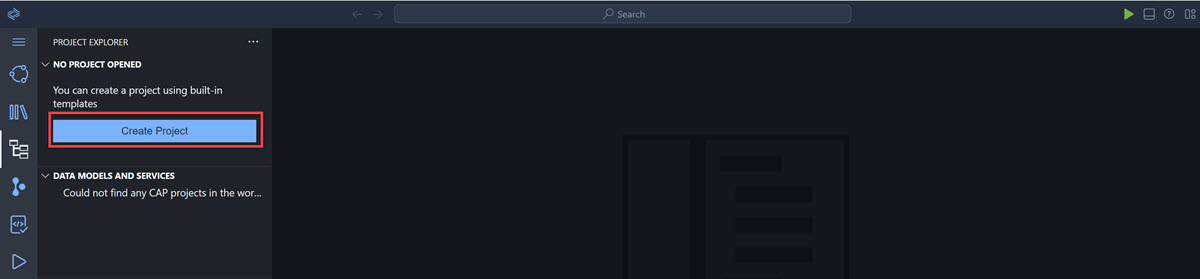 Search
PROJECT EXPLORER
NO PROJECT OPENED
You can create a project using built-in
templates
Create Project
DATA MODELS AND SERVICES
Could not find any CAP projects in the wor...